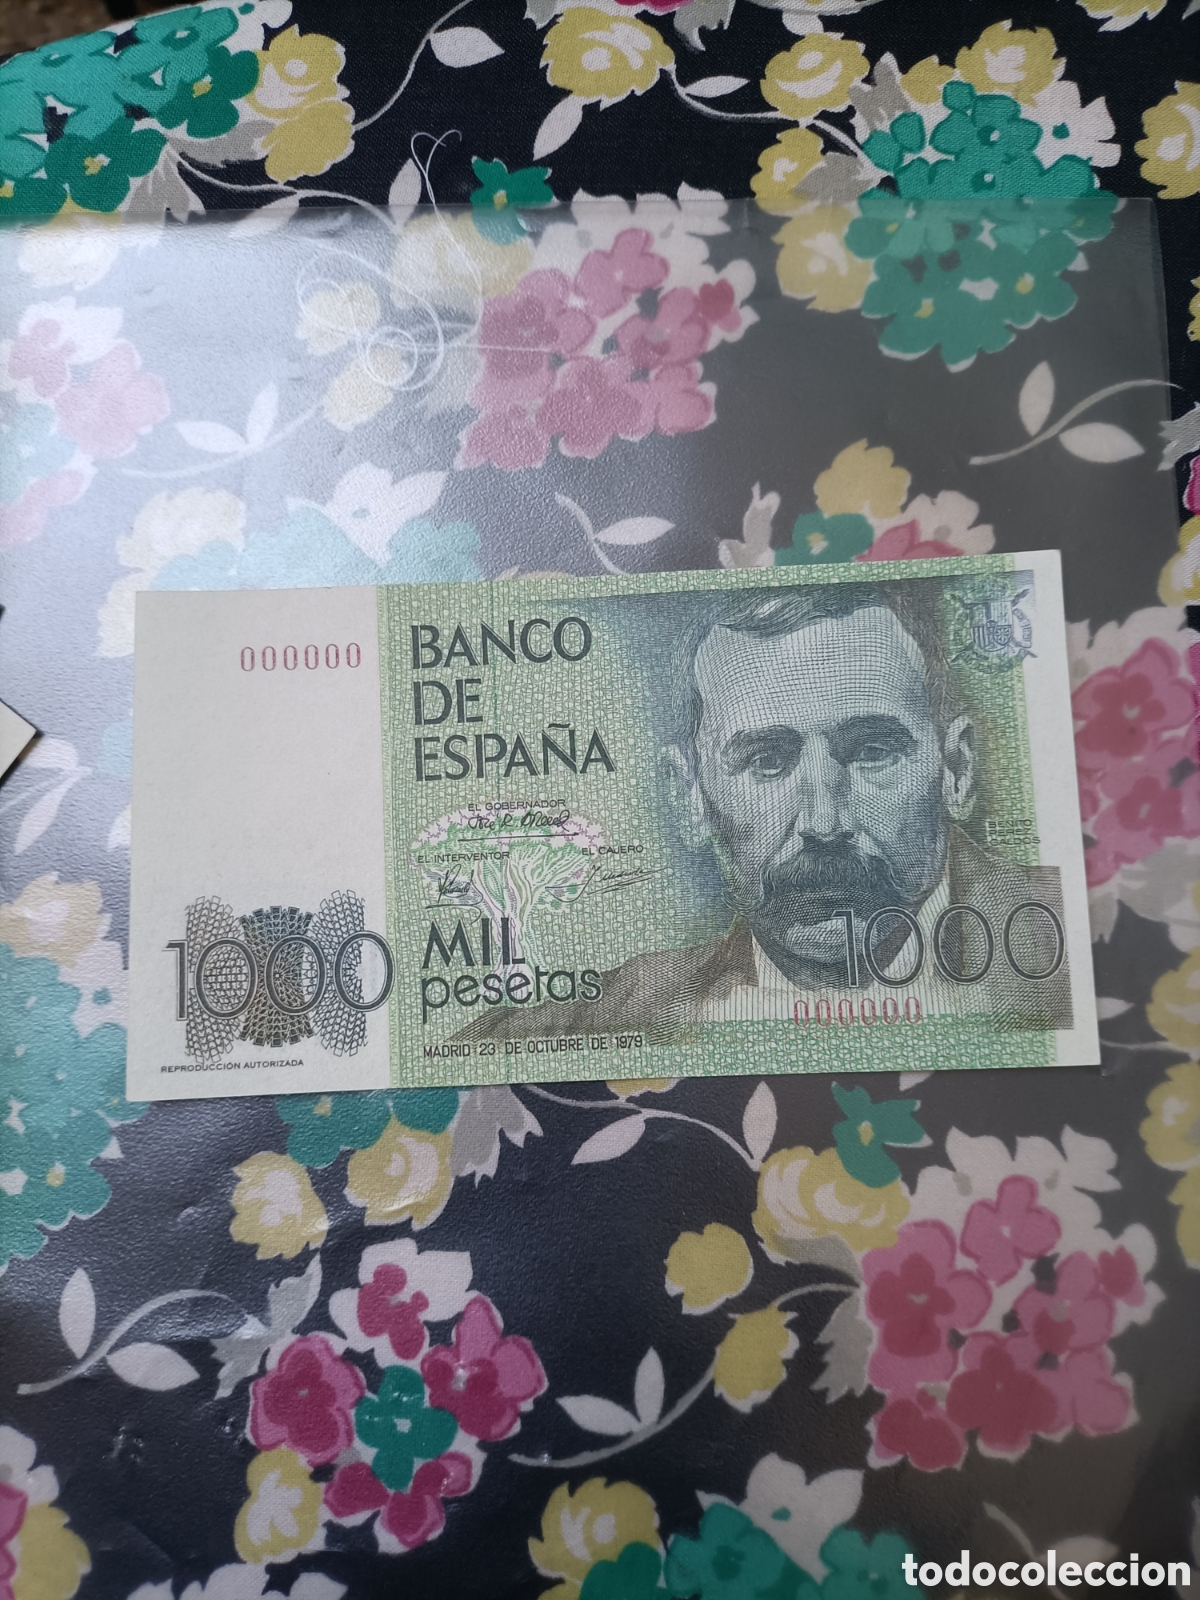 000000
BANCO
DE
ESPAÑA
EL GOBERNADOR
EL INTERVENTOR
EL CAJERO
BENITO
PEREZ
GALDOS
1000
MIL
pesetas
1000
000000
MADRID 23 DE OCTUBRE DE 1979
REPRODUCCIÓN AUTORIZADA
todocoleccion